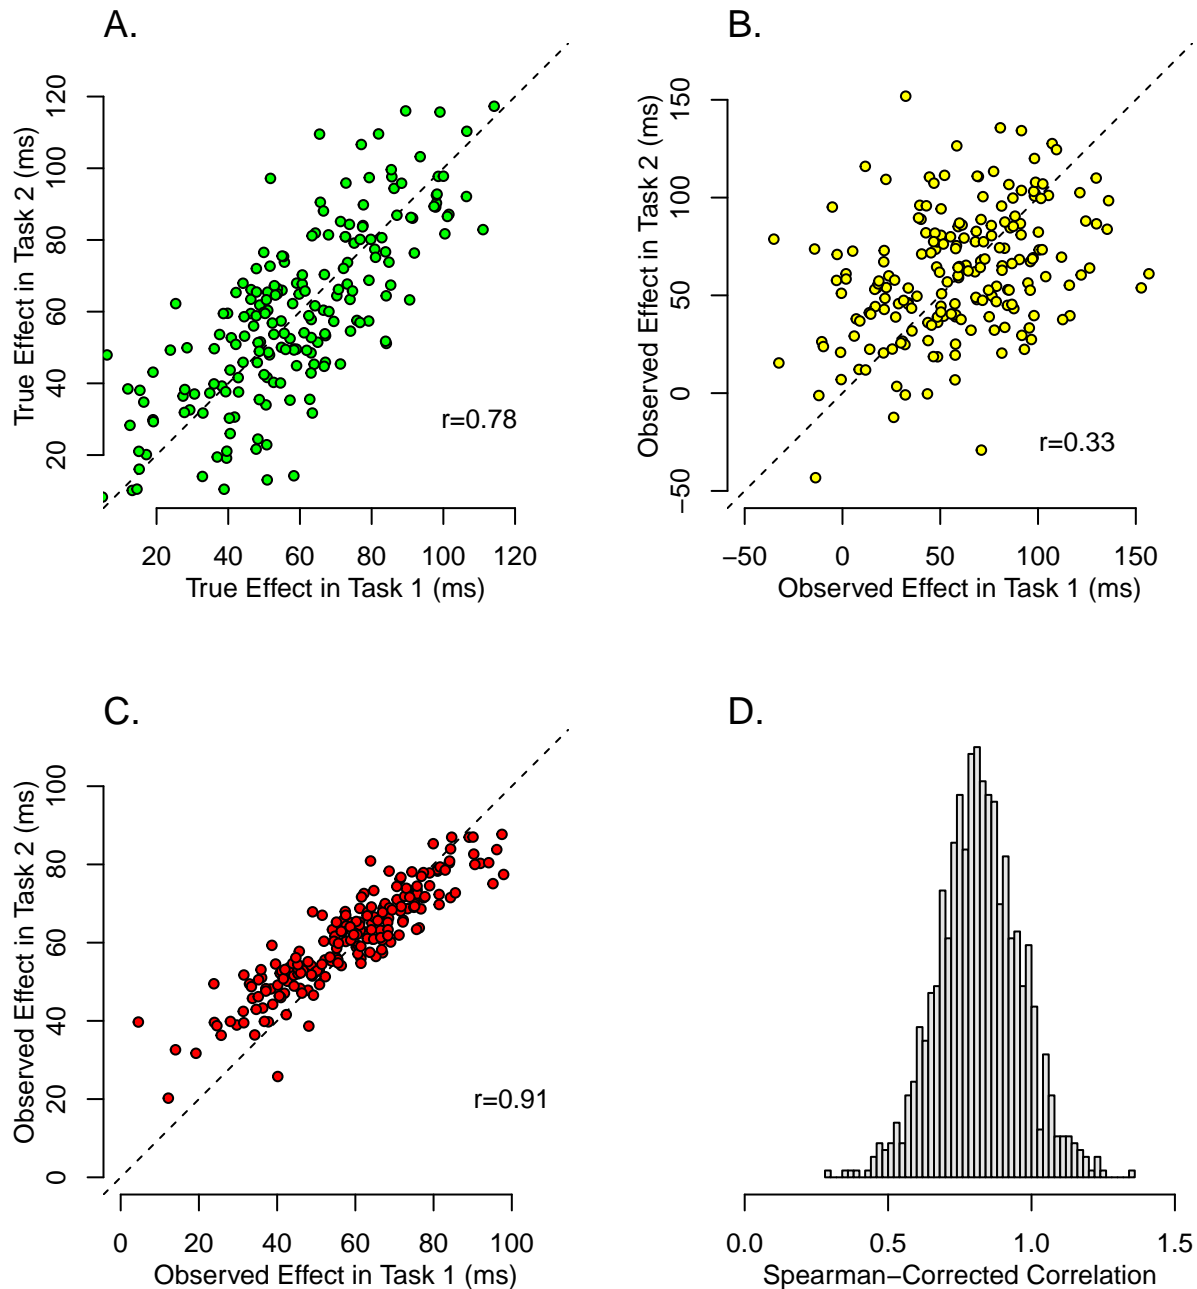 A.
True Effect in Task 2 (ms)
120
100
80
60
40
20
r=0.78
20 40 60 80 100 120
True Effect in Task 1 (ms)
B.
Observed Effect in Task 2 (ms)
150
100
50
0
−50
r=0.33
−50 0 50 100 150
Observed Effect in Task 1 (ms)
C.
Observed Effect in Task 2 (ms)
100
80
60
40
20
0
r=0.91
0 20 40 60 80 100
Observed Effect in Task 1 (ms)
D.
0.0 0.5 1.0 1.5
Spearman−Corrected Correlation